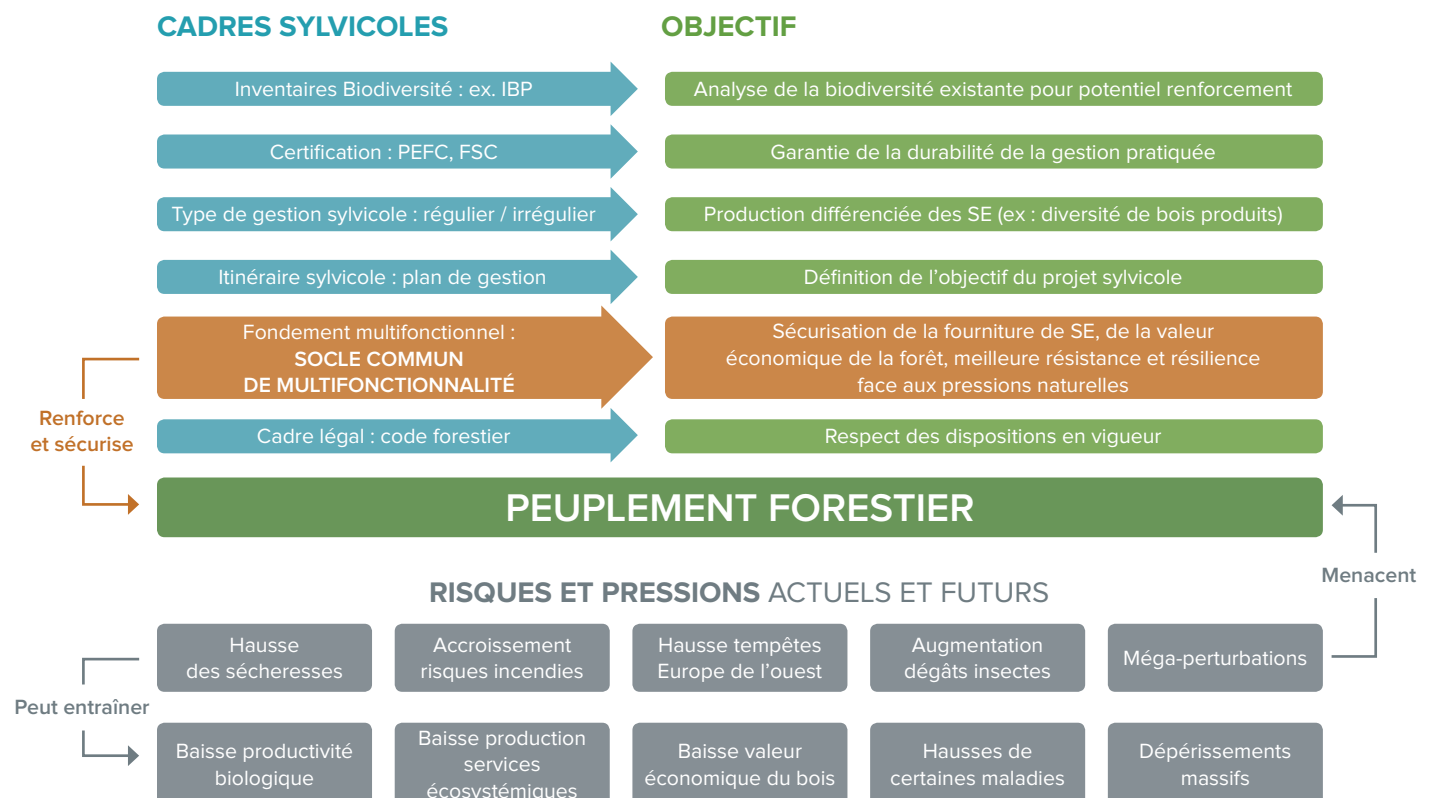 CADRES SYLVICOLES
OBJECTIF
Inventaires Biodiversité : ex. IBP
Analyse de la biodiversité existante pour potentiel renforcement
Certification : PEFC, FSC
Garantie de la durabilité de la gestion pratiquée
Type de gestion sylvicole : régulier / irrégulier
Production différenciée des SE (ex : diversité de bois produits)
Itinéraire sylvicole : plan de gestion
Définition de l’objectif du projet sylvicole
Fondement multifonctionnel :
SOCLE COMMUN
DE MULTIFONCTIONNALITÉ
Sécurisation de la fourniture de SE, de la valeur
économique de la forêt, meilleure résistance et résilience
face aux pressions naturelles
Renforce
et sécurise
Cadre légal : code forestier
Respect des dispositions en vigueur
PEUPLEMENT FORESTIER
Menacent
RISQUES ET PRESSIONS ACTUELS ET FUTURS
Hausse
des sécheresses
Accroissement
risques incendies
Hausse tempêtes
Europe de l’ouest
Augmentation
dégâts insectes
Méga-perturbations
Peut entraîner
Baisse productivité
biologique
Baisse production
services
écosystémiques
Baisse valeur
économique du bois
Hausses de
certaines maladies
Dépérissements
massifs